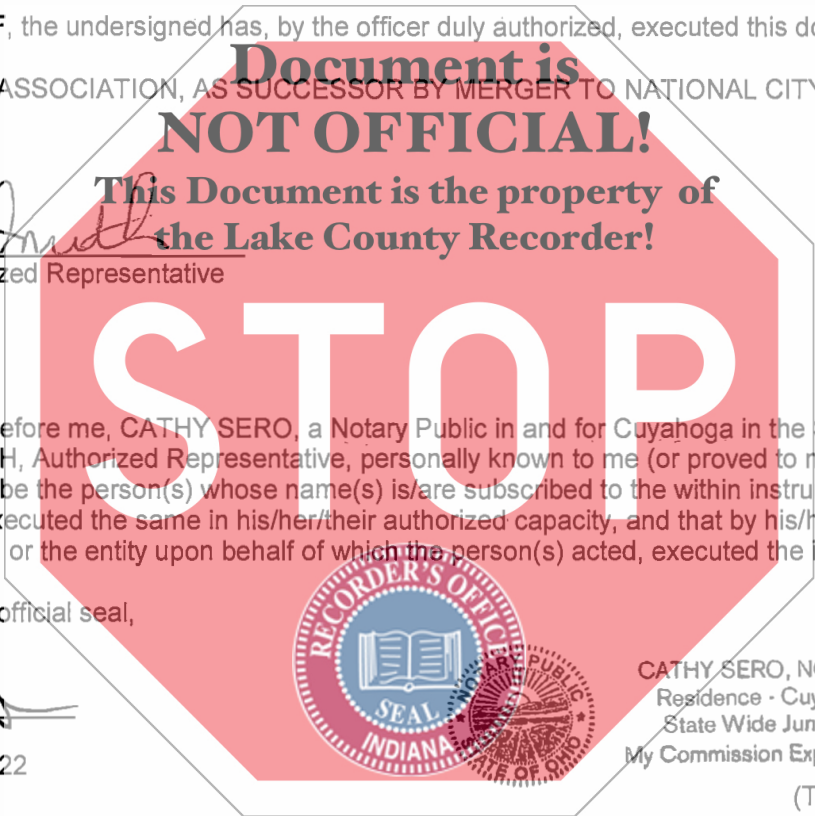 , the undersigned has, by the officer duly authorized, executed this do
Document is
ASSOCIATION, AS SUCCESSOR BY MERGER TO NATIONAL CITY
NOT OFFICIAL!
This Document is the property of
the Lake County Recorder!
zed Representative
STOP
efore me, CATHY SERO, a Notary Public in and for Cuyahoga in the
H, Authorized Representative, personally known to me (or proved to m
be the person(s) whose name(s) is/are subscribed to the within instru
ecuted the same in his/her/their authorized capacity, and that by his/h
or the entity upon behalf of which the person(s) acted, executed the i
official seal,
RECORDER'S OFFICE
SEAL
INDIANA
NOTARY PUBLIC
STATE OF OHIO
CATHY SERO, NO
Residence - Cuy
State Wide Jur
My Commission Exp
22
(T